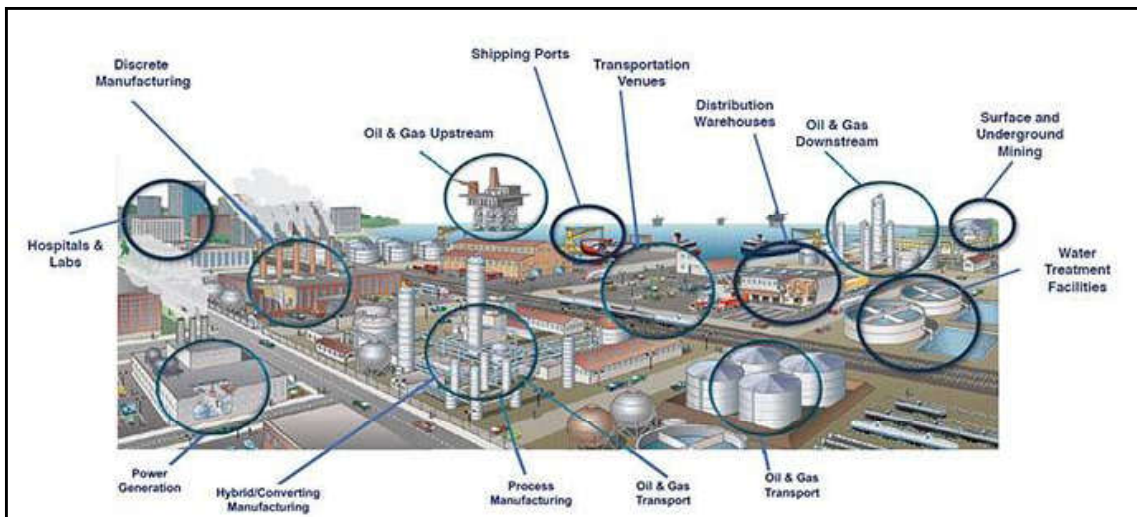 Discrete
Manufacturing
Shipping Ports
Transportation
Venues
Distribution
Warehouses
Oil & Gas Upstream
Oil & Gas
Downstream
Surface and
Underground
Mining
Hospitals &
Labs
Water
Treatment
Facilities
Power
Generation
Hybrid/Converting
Manufacturing
Process
Manufacturing
Oil & Gas
Transport
Oil & Gas
Transport